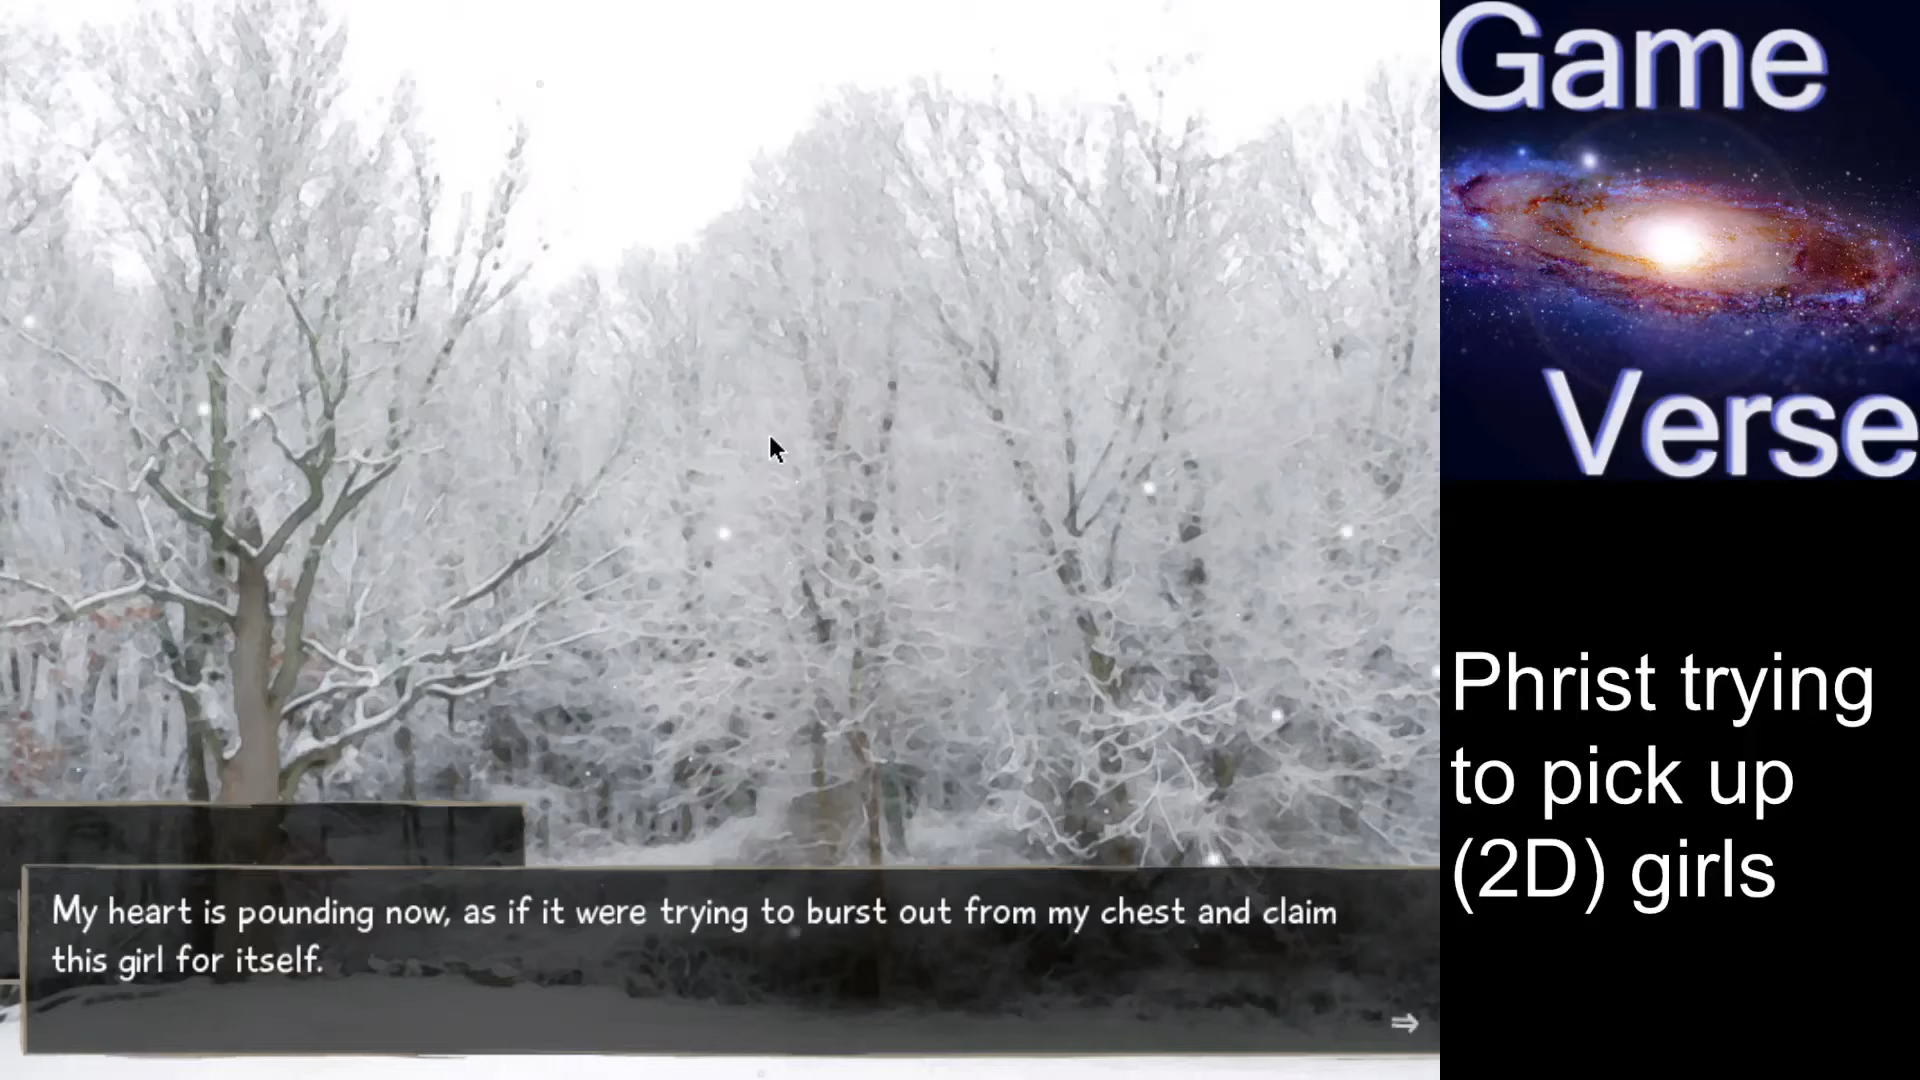 Game
Verse
Phrist trying
to pick up
(2D) girls
My heart is pounding now, as if it were trying to burst out from my chest and claim
this girl for itself.